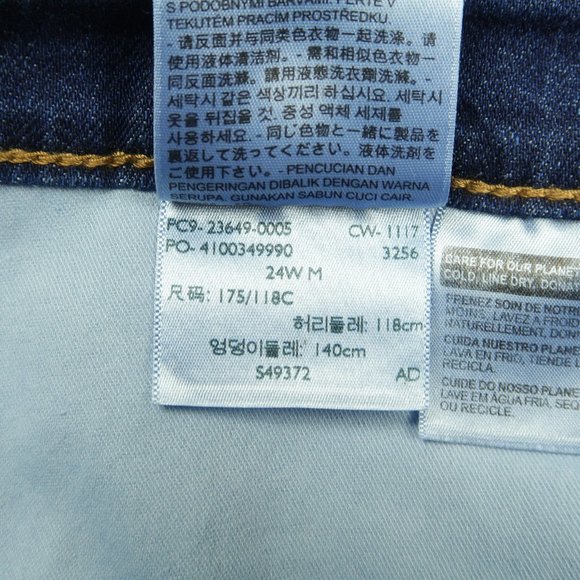 S PODOBNÝMI BARVAMI. PERTE V
TEKUTÉM PRACÍM PROSTŘEDKU.
- 请反面并与同类色衣物一起洗涤。请
使用液体清洁剂。- 需和相似色衣物
一同反面洗滌。請用液態洗衣劑洗滌。-
세탁시 같은 색상끼리 하십시요. 세탁시
옷을 뒤집을것. 중성 액체 세제를
사용하세요. - 同じ色物と一緒に製品を
裏返して洗ってください。液体洗剤を
ご使用下さい。- PENCUCIAN DAN
PENGERINGAN DIBALIK DENGAN WARNA
SERUPA. GUNAKAN SABUN CUCI CAIR.
PC9- 23649-0005 CW- 1117
PO- 4100349990 3256
24W M
尺码: 175/118C
허리둘레: 118cm
엉덩이둘레: 140cm
S49372 AD
CARE FOR OUR PLANET
COLD, LINE DRY, DONA
PRENEZ SOIN DE NOTRE
MOINS, LAVEZ À FROID
NATURELLEMENT, DONN
CUIDA NUESTRO PLANE
LAVA EN FRIO, TIENDE
RECICLA.
CUIDE DO NOSSO PLANE
LAVE EM ÁGUA FRIA, SEQ
OU RECICLE.